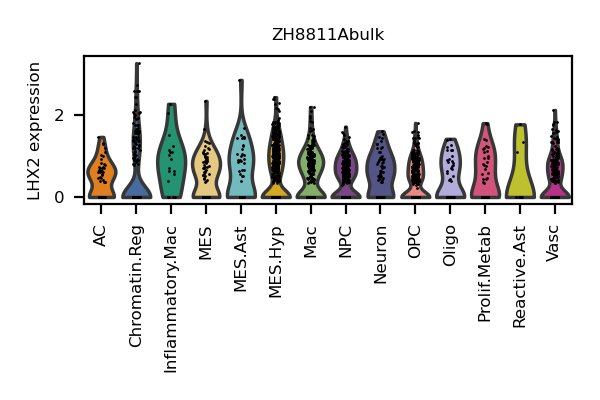 ZH8811Abulk
LHX2 expression
2
0
AC
Chromatin.Reg
Inflammatory.Mac
MES
MES.Ast
MES.Hyp
Mac
NPC
Neuron
OPC
Oligo
Prolif.Metab
Reactive.Ast
Vasc